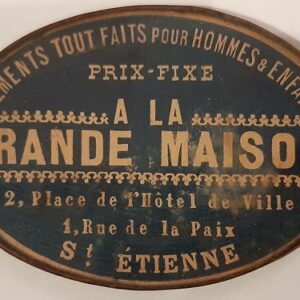 EMENTS TOUT FAITS POUR HOMMES & ENFA
PRIX-FIXE
A LA
RANDE MAISO
2, Place de l'Hôtel de Ville
1, Rue de la Paix
St ÉTIENNE